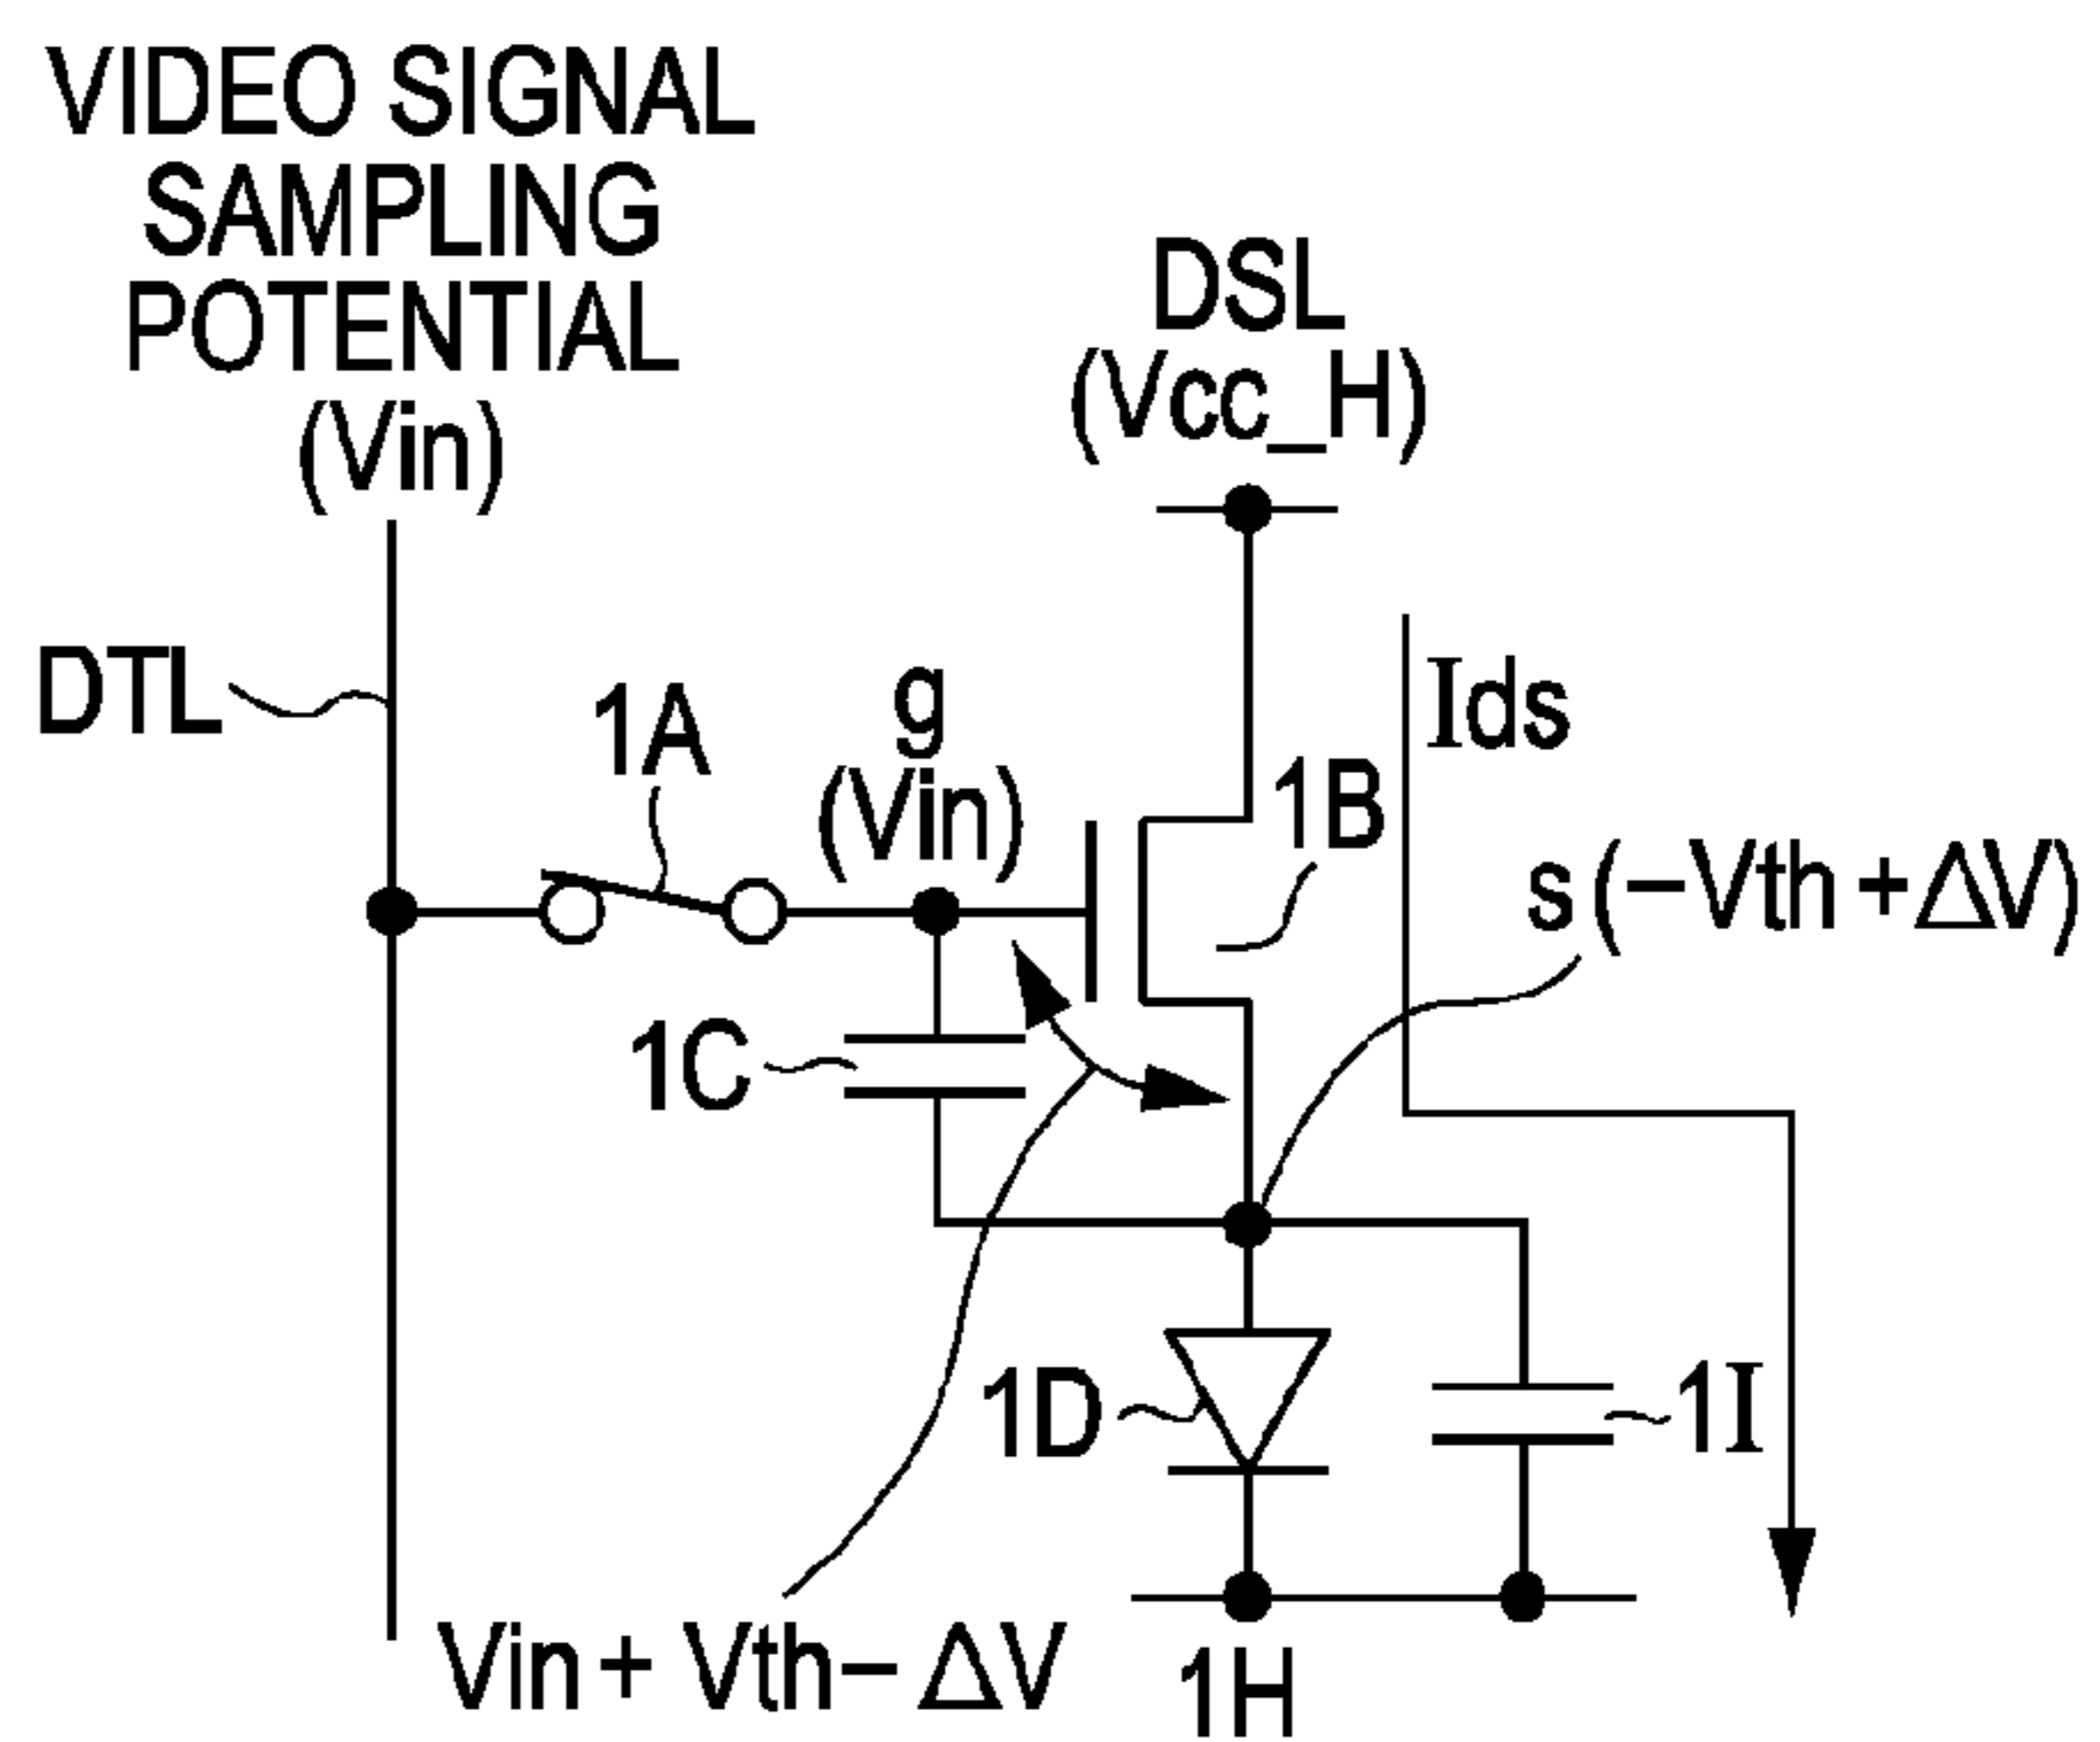 VIDEO SIGNAL
SAMPLING
POTENTIAL
(Vin)
DSL
(Vcc_H)
DTL
1A
g
(Vin)
1B
Ids
s (−Vth +ΔV)
1C
1D
1I
Vin + Vth− ΔV
1H